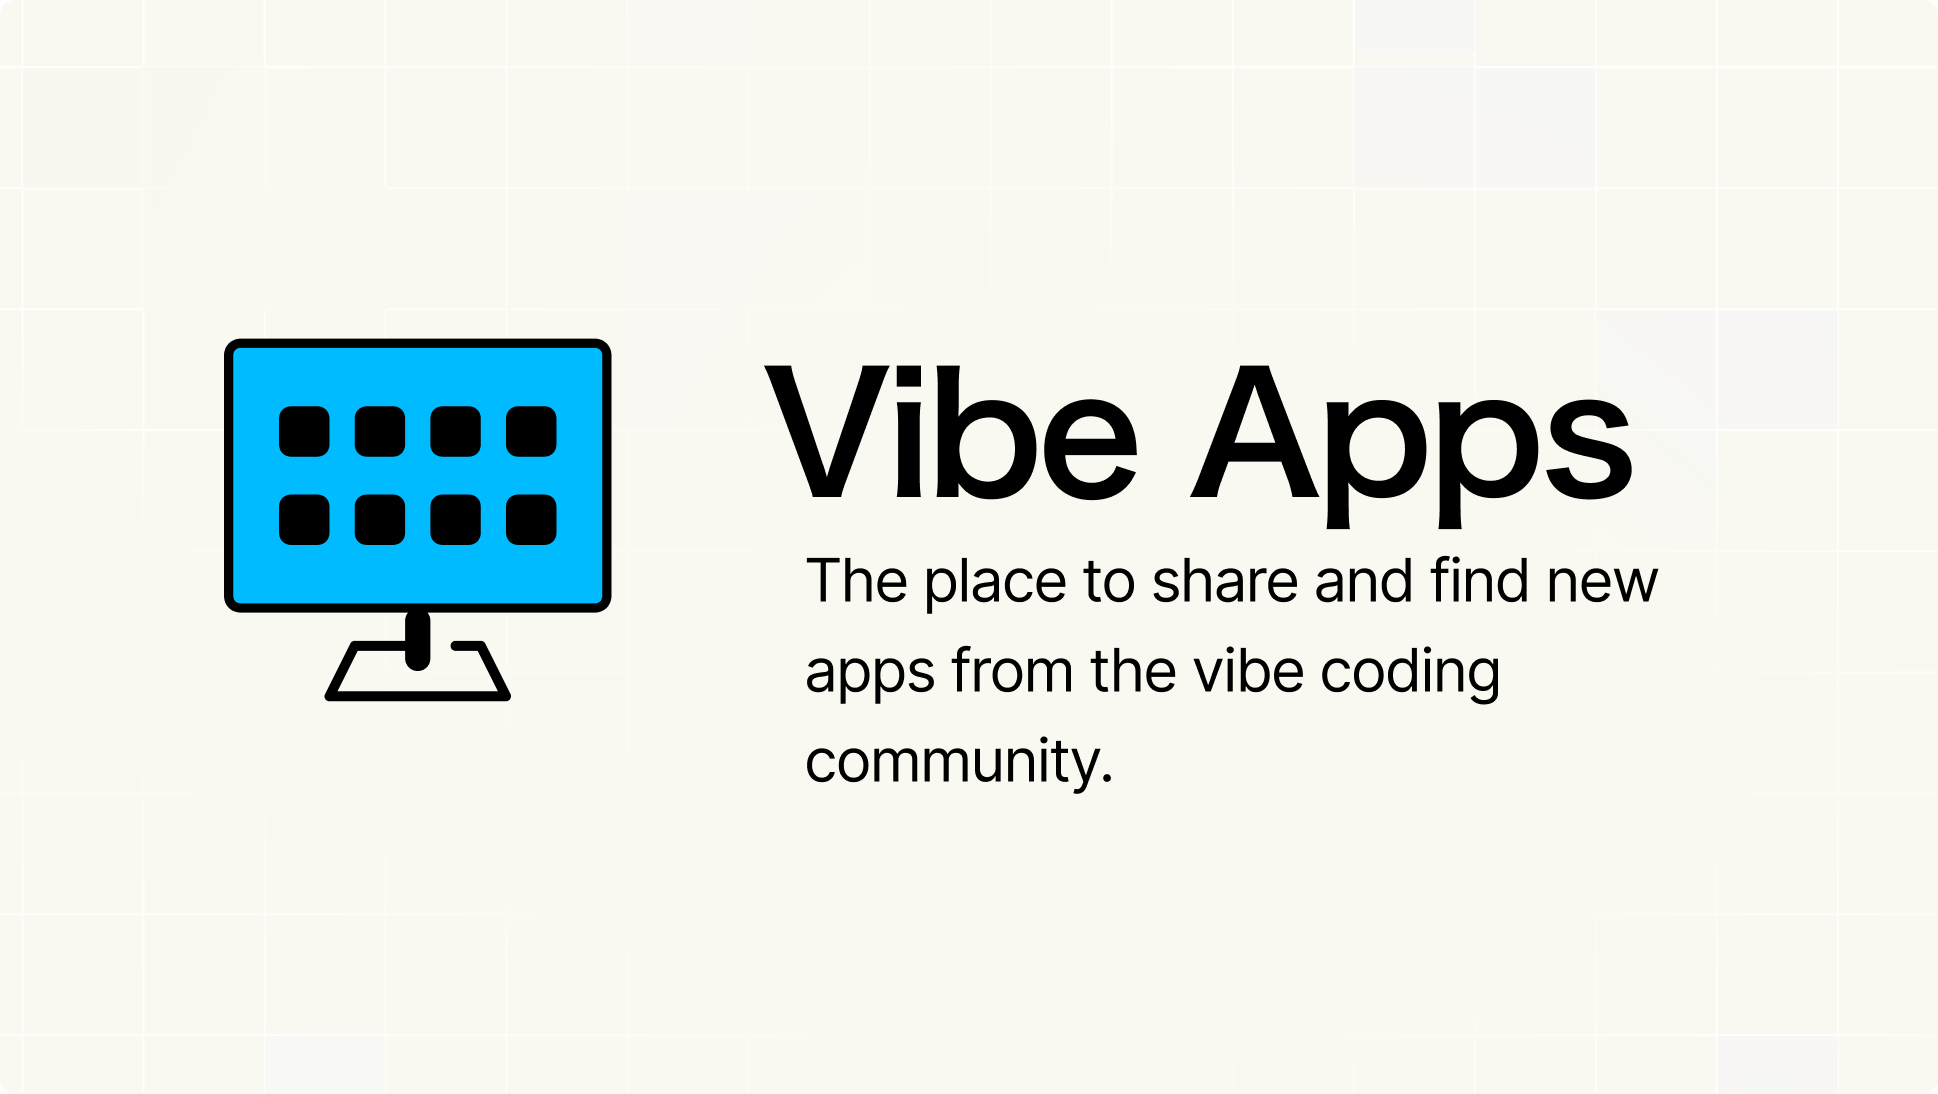 Vibe Apps
The place to share and find new
apps from the vibe coding
community.